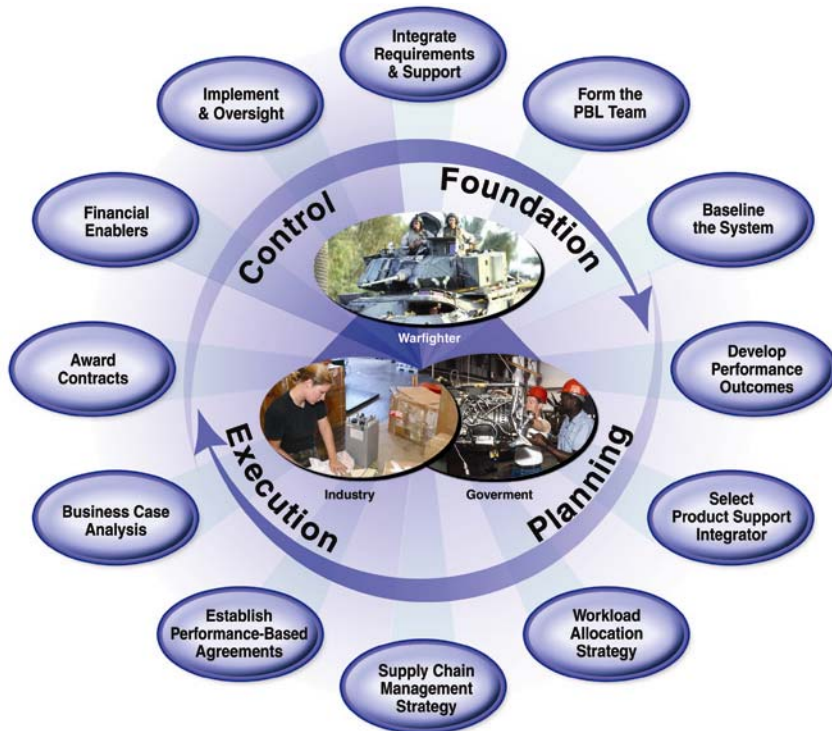 Integrate
Requirements
& Support
Form the
PBL Team
Baseline
the System
Develop
Performance
Outcomes
Select
Product Support
Integrator
Workload
Allocation
Strategy
Supply Chain
Management
Strategy
Establish
Performance-Based
Agreements
Business Case
Analysis
Award
Contracts
Financial
Enablers
Implement
& Oversight
Foundation
Planning
Execution
Control
Warfighter
Industry
Goverment